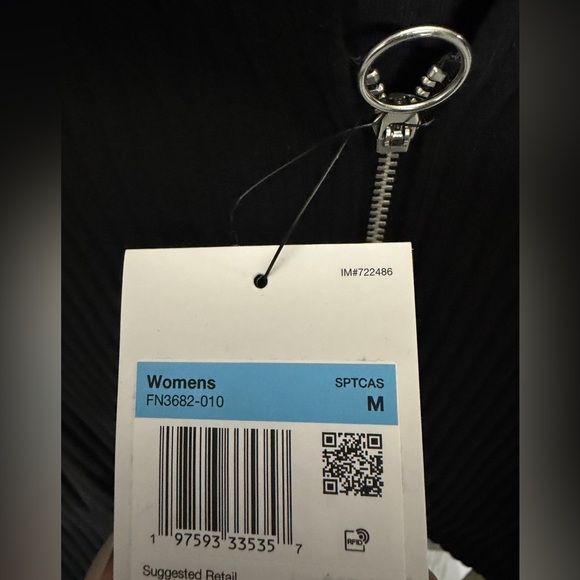 IM#722486
Womens SPTCAS
FN3682-010 M
1 97593 33535 7
RFID
Suggested Retail